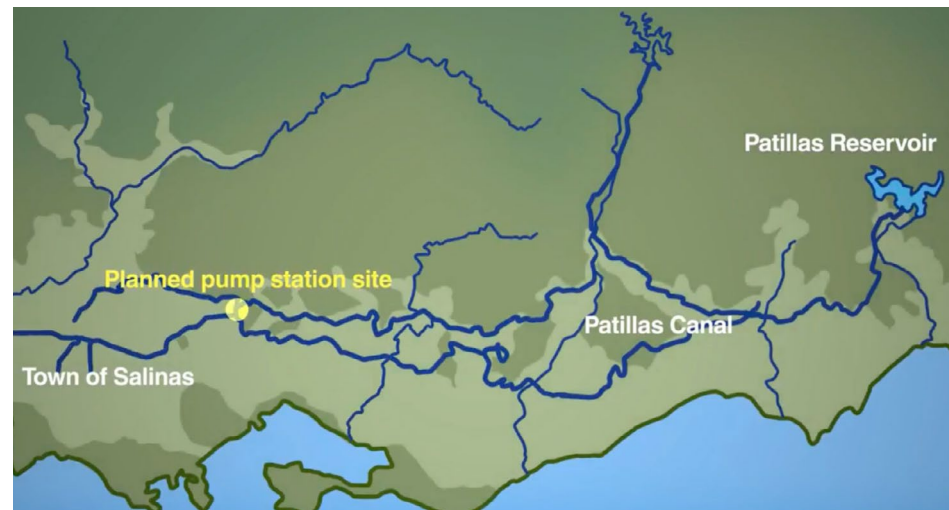 Patillas Reservoir
Planned pump station site
Patillas Canal
Town of Salinas